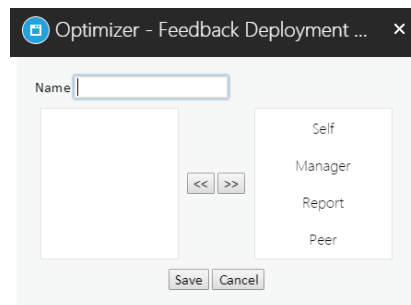 Optimizer - Feedback Deployment ... ×
Name
Self
Manager
<< >>
Report
Peer
Save Cancel